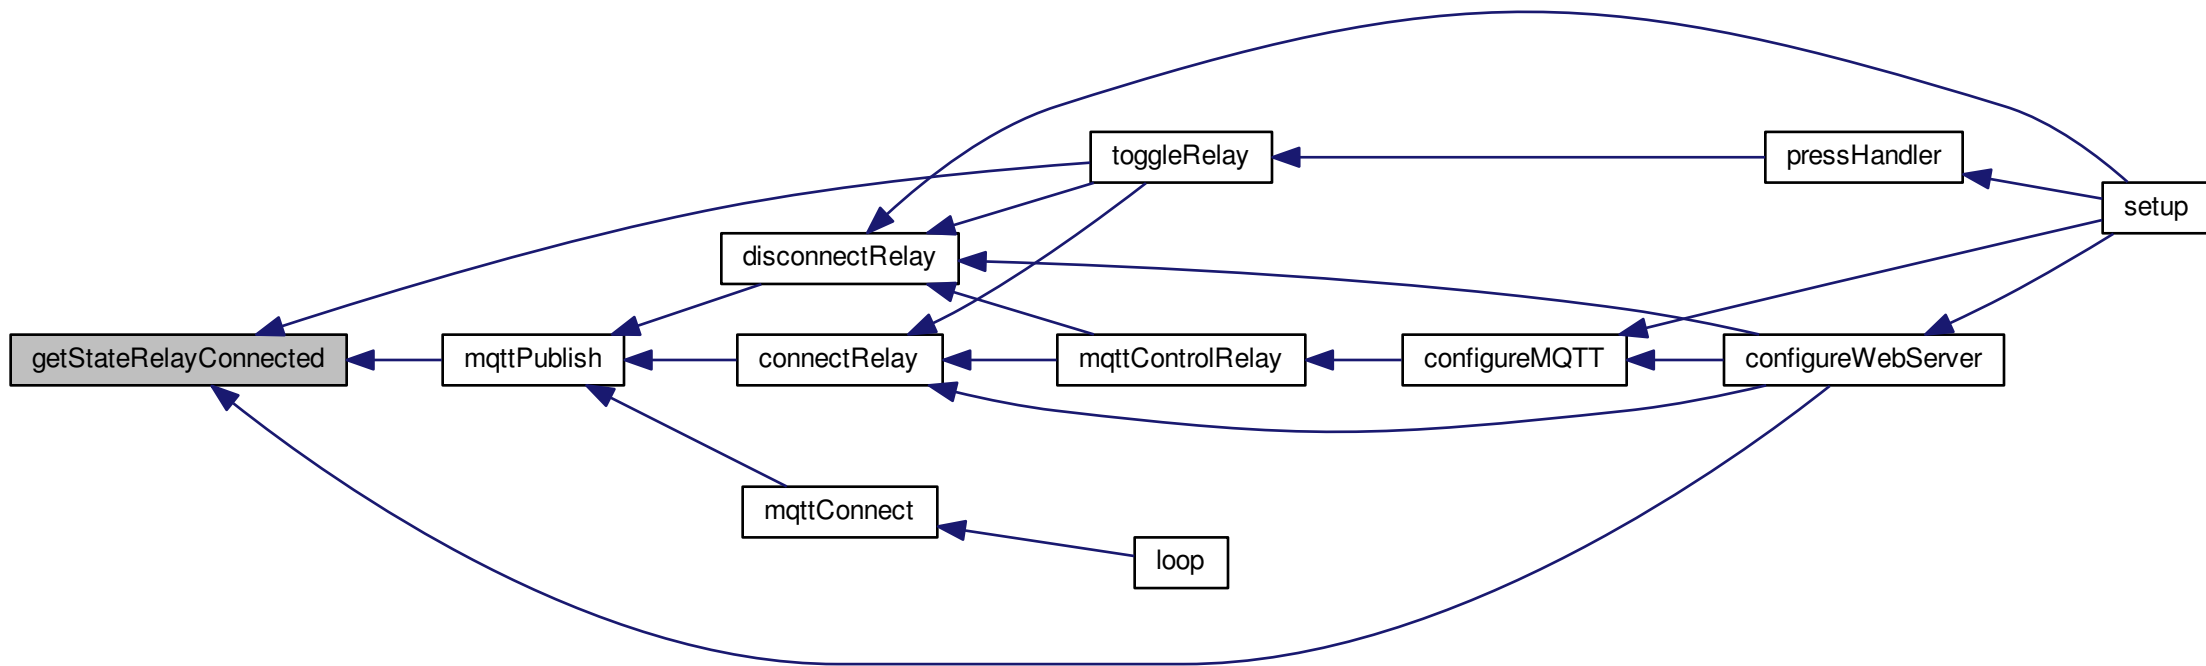 toggleRelay
pressHandler
setup
disconnectRelay
getStateRelayConnected
mqttPublish
connectRelay
mqttControlRelay
configureMQTT
configureWebServer
mqttConnect
loop